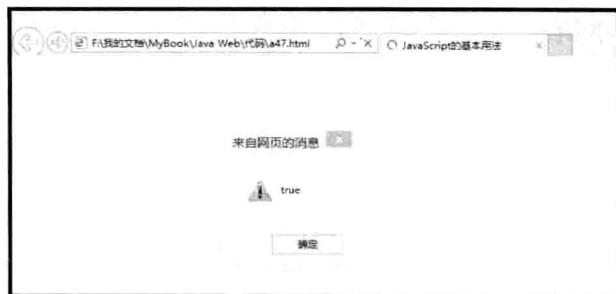 F:\我的文档\MyBook\Java Web\代码\a47.html
JavaScript的基本用法
来自网页的消息
true
确定